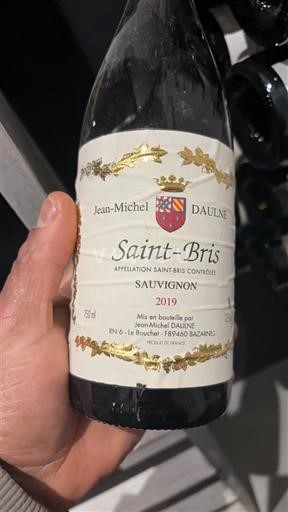 Jean-Michel DAULNE
Saint-Bris
APPELLATION SAINT-BRIS CONTRÔLÉE
SAUVIGNON
2019
750 ml
Mis en bouteille par
Jean-Michel DAULNE
RN 6 - Le Bouchet - F89460 BAZARNES
PRODUIT DE FRANCE